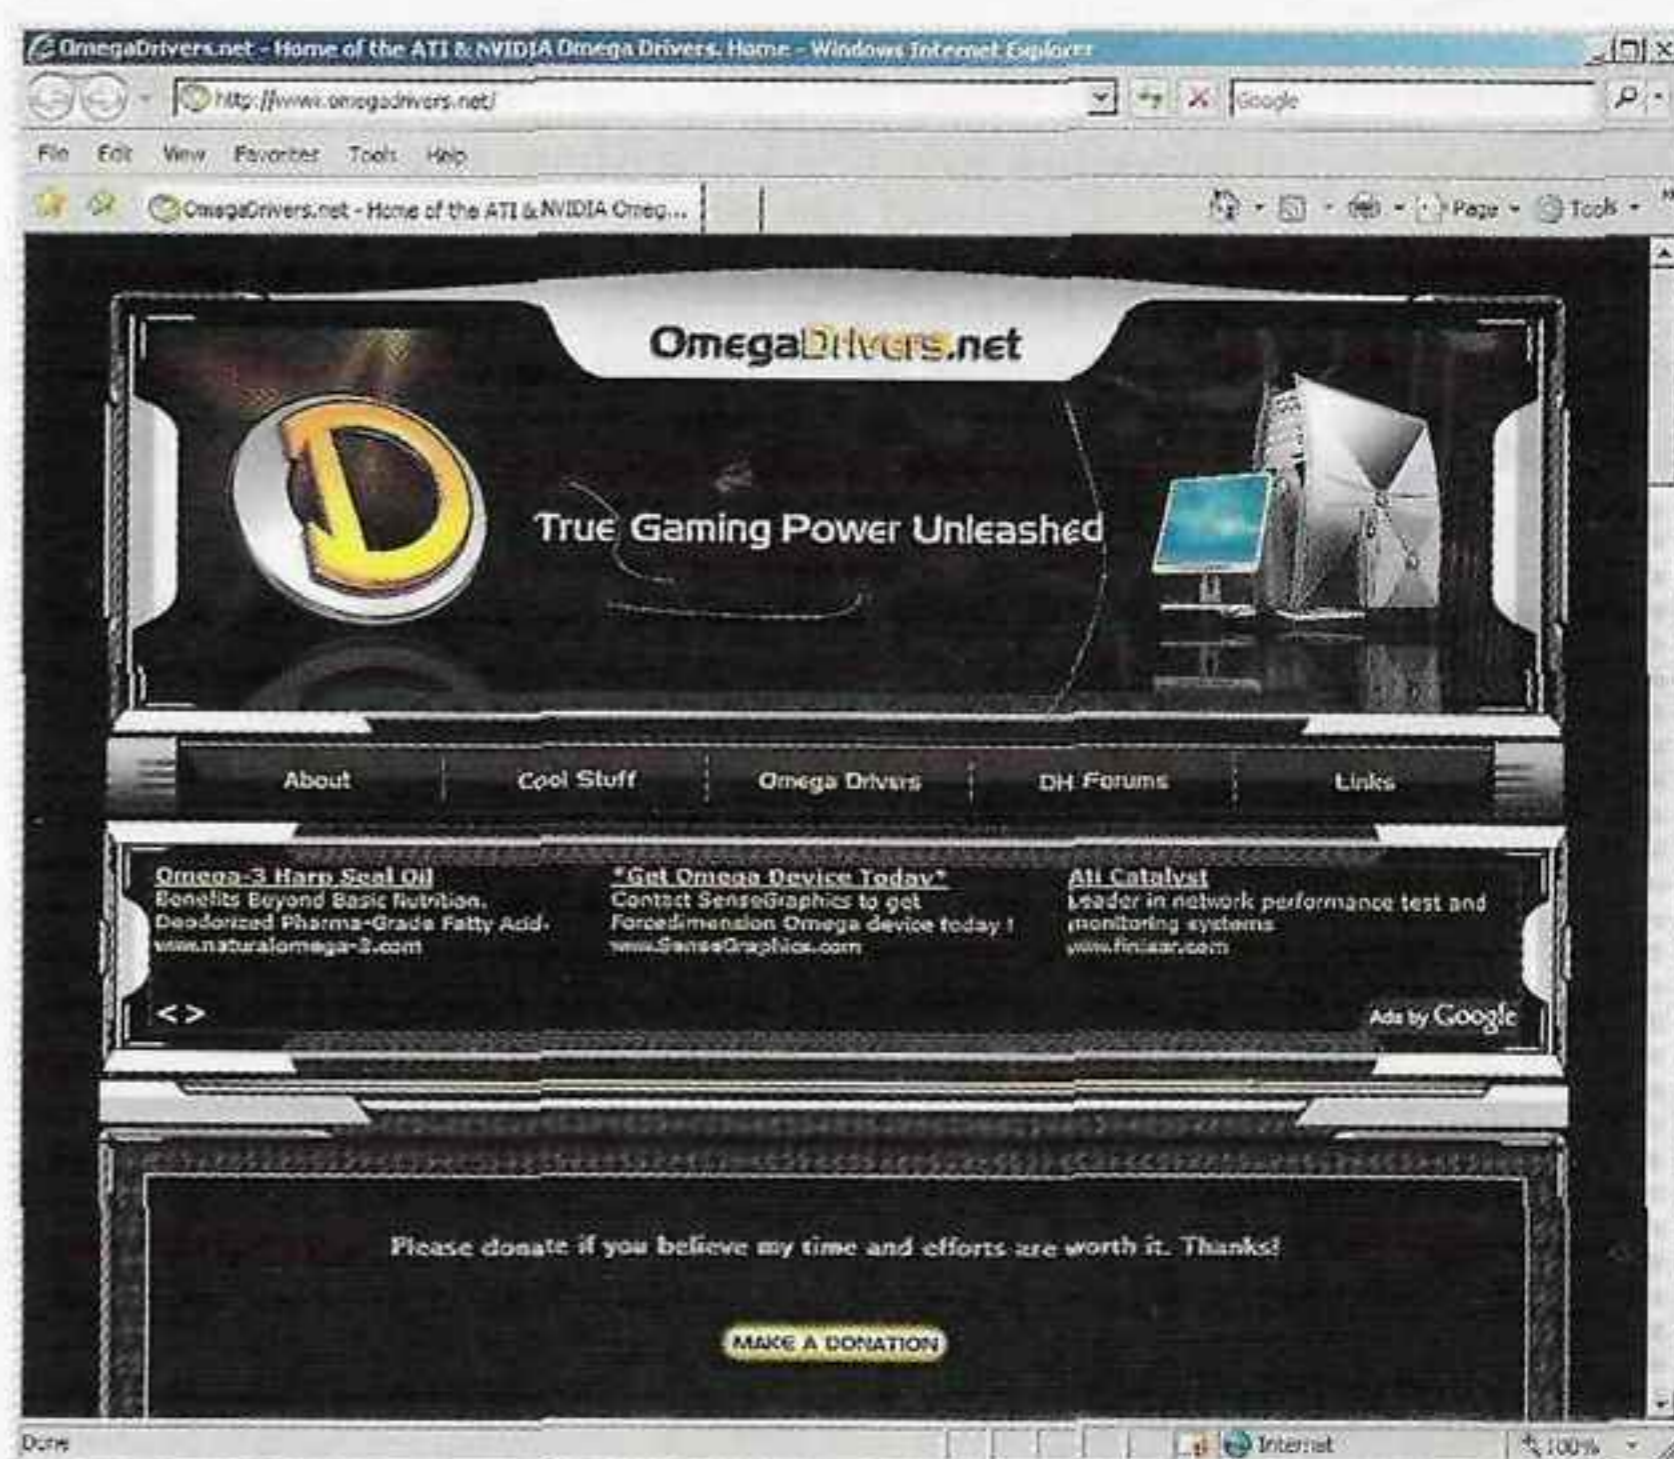 OmegaDrivers.net - Home of the ATI & NVIDIA Omega Drivers. Home - Windows Internet Explorer
http://www.omegadrivers.net/
Google
File Edit View Favorites Tools Help
OmegaDrivers.net - Home of the ATI & NVIDIA Omeg...
Page Tools
OmegaDrivers.net
True Gaming Power Unleashed
About Cool Stuff Omega Drivers DH Forums Links
Omega-3 Harp Seal Oil
Benefits Beyond Basic Nutrition.
Deodorized Pharma-Grade Fatty Acid.
www.naturalomega-3.com
*Get Omega Device Today*
Contact SenseGraphics to get
Forcedimension Omega device today !
www.SenseGraphics.com
Ati Catalyst
Leader in network performance test and
monitoring systems
www.finisar.com
<>
Ads by Google
Please donate if you believe my time and efforts are worth it. Thanks!
MAKE A DONATION
Done
Internet
100%